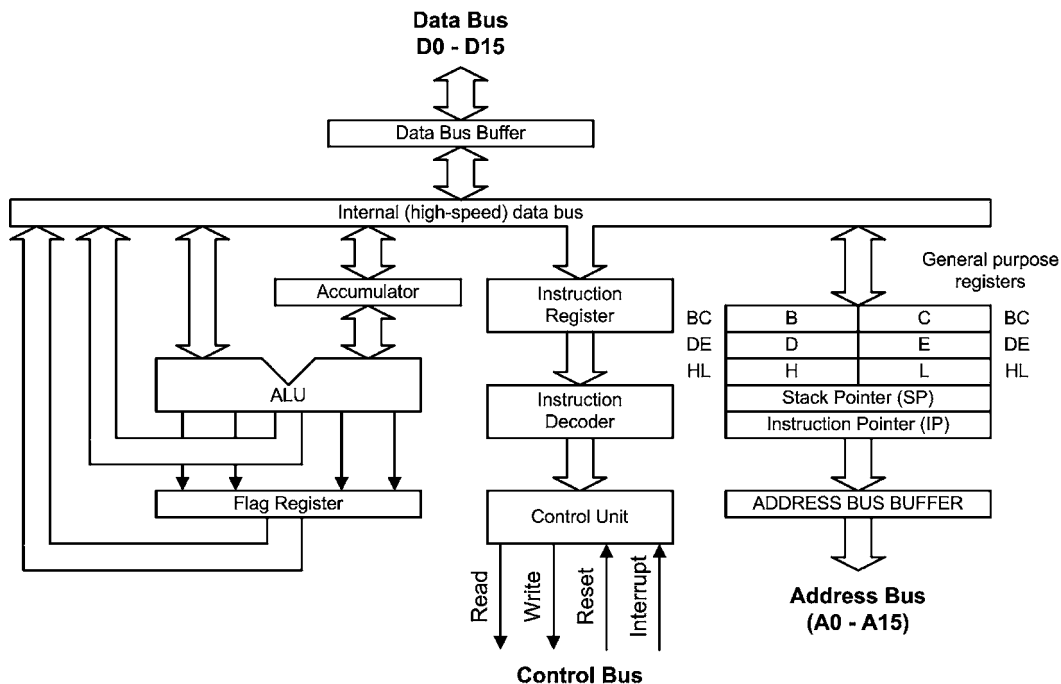 Data Bus
D0 - D15
Data Bus Buffer
Internal (high-speed) data bus
General purpose
registers
Accumulator
Instruction
Register
BC B C BC
DE D E DE
HL H L HL
Stack Pointer (SP)
Instruction Pointer (IP)
ALU
Instruction
Decoder
Flag Register
Control Unit
ADDRESS BUS BUFFER
Read
Write
Reset
Interrupt
Address Bus
(A0 - A15)
Control Bus